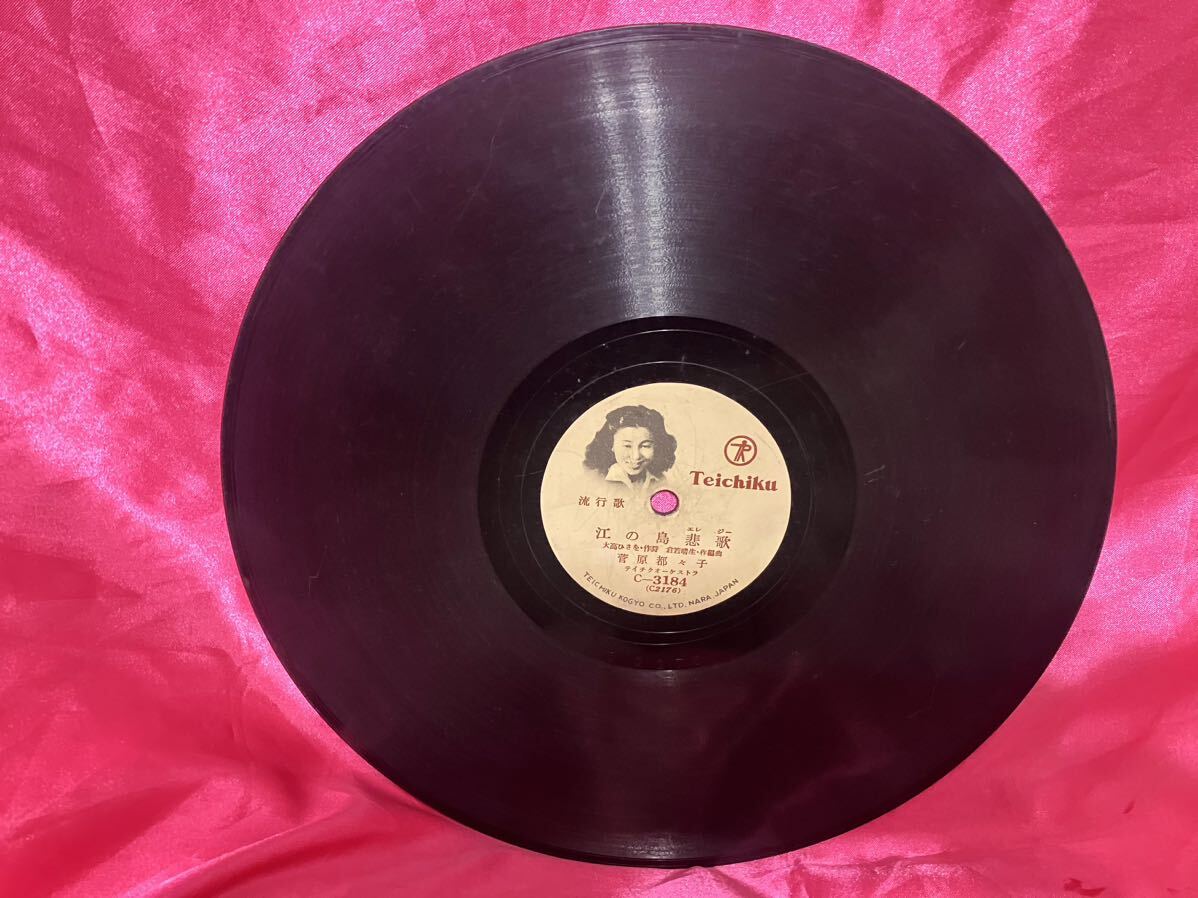 Teichiku
流行歌
エレジー
江の島悲歌
大高ひさを・作詩 倉若晴生・作編曲
菅原都々子
テイチクオーケストラ
C—3184
(C2176)
TEICHIKU KOGYO CO., LTD. NARA JAPAN